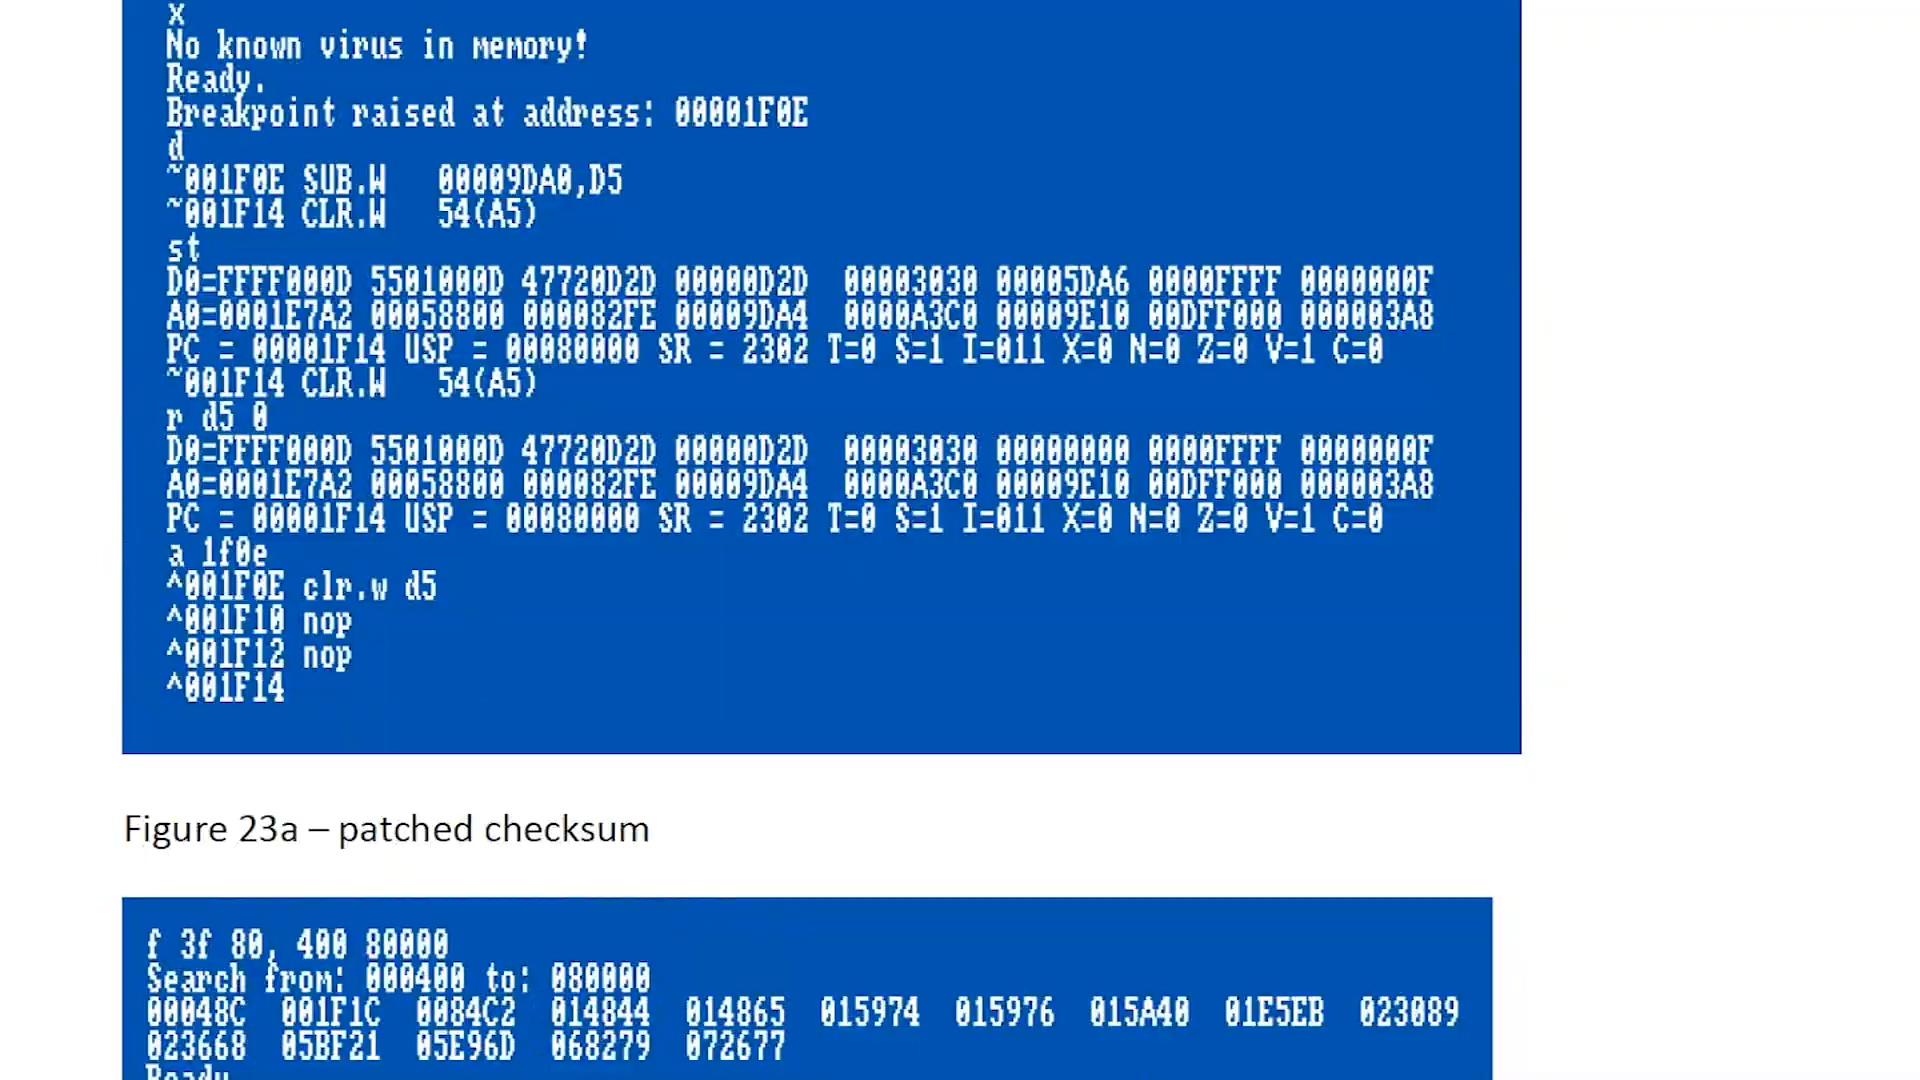 x
No known virus in memory!
Ready.
Breakpoint raised at address: 00001F0E
d
~001F0E SUB.W   00009DA0,D5
~001F14 CLR.W   54(A5)
st
D0=FFFF000D 5501000D 47720D2D 00000D2D  00003030 00005DA6 0000FFFF 0000000F
A0=0001E7A2 00058800 000082FE 00009DA4  0000A3C0 00009E10 00DFF000 000003A8
PC = 00001F14 USP = 00080000 SR = 2302 T=0 S=1 I=011 X=0 N=0 Z=0 V=1 C=0
~001F14 CLR.W   54(A5)
r d5 0
D0=FFFF000D 5501000D 47720D2D 00000D2D  00003030 00000000 0000FFFF 0000000F
A0=0001E7A2 00058800 000082FE 00009DA4  0000A3C0 00009E10 00DFF000 000003A8
PC = 00001F14 USP = 00080000 SR = 2302 T=0 S=1 I=011 X=0 N=0 Z=0 V=1 C=0
a 1f0e
^001F0E clr.w d5
^001F10 nop
^001F12 nop
^001F14
Figure 23a – patched checksum
f 3f 80, 400 80000
Search from: 000400 to: 080000
00048C  001F1C  0084C2  014844  014865  015974  015976  015A40  01E5EB  023089
023668  05BF21  05E96D  068279  072677
Ready